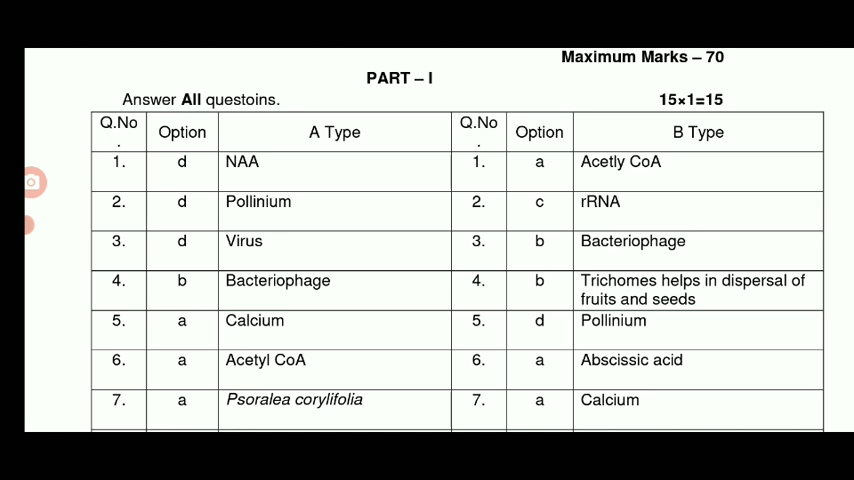 Maximum Marks – 70
PART – I
Answer All questoins. 15×1=15
Q.No. Option A Type Q.No. Option B Type
1. d NAA 1. a Acetly CoA
2. d Pollinium 2. c rRNA
3. d Virus 3. b Bacteriophage
4. b Bacteriophage 4. b Trichomes helps in dispersal of
fruits and seeds
5. a Calcium 5. d Pollinium
6. a Acetyl CoA 6. a Abscissic acid
7. a Psoralea corylifolia 7. a Calcium